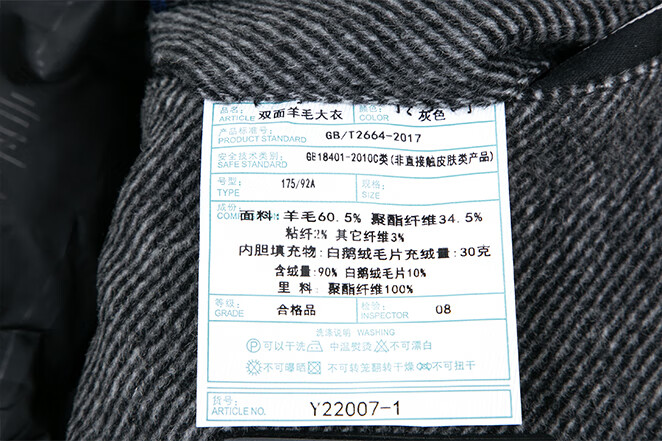 品名: 双面羊毛大衣 颜色: 灰色
ARTICLE COLOR
产品标准号: GB/T2664-2017
PRODUCT STANDARD
安全技术类别: GB18401-2010C类(非直接触皮肤类产品)
SAFE STANDARD
号型: 175/92A 规格:
TYPE SIZE
成份:
面料:羊毛60.5% 聚酯纤维34.5%
粘纤2% 其它纤维3%
内胆填充物:白鹅绒毛片充绒量:30克
含绒量:90% 白鹅绒毛片10%
里 料: 聚酯纤维100%
等级: 合格品 检验: 08
GRADE INSPECTOR
洗涤说明 WASHING
可以干洗 中温熨烫 不可漂白
不可曝晒 不可转笼翻转干燥 不可扭干
货号: Y22007-1
ARTICLE NO.